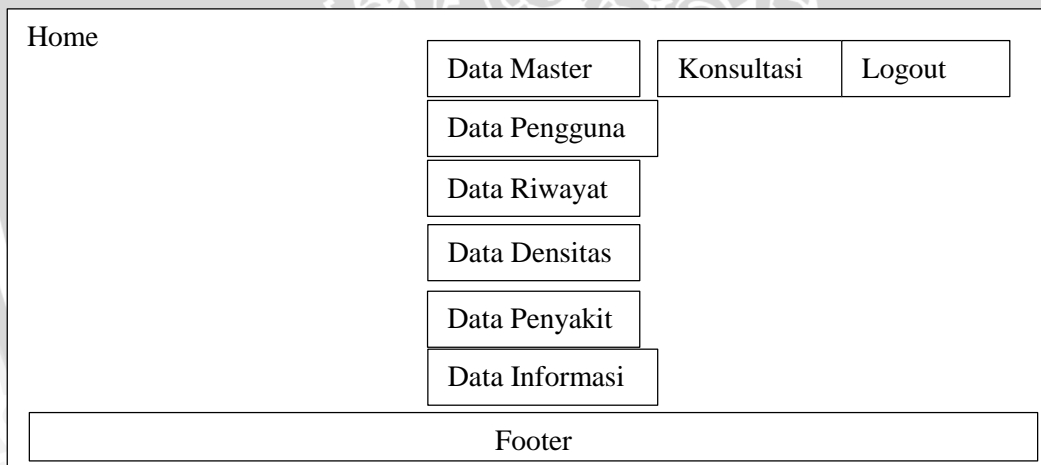 Home
Data Master
Konsultasi
Logout
Data Pengguna
Data Riwayat
Data Densitas
Data Penyakit
Data Informasi
Footer